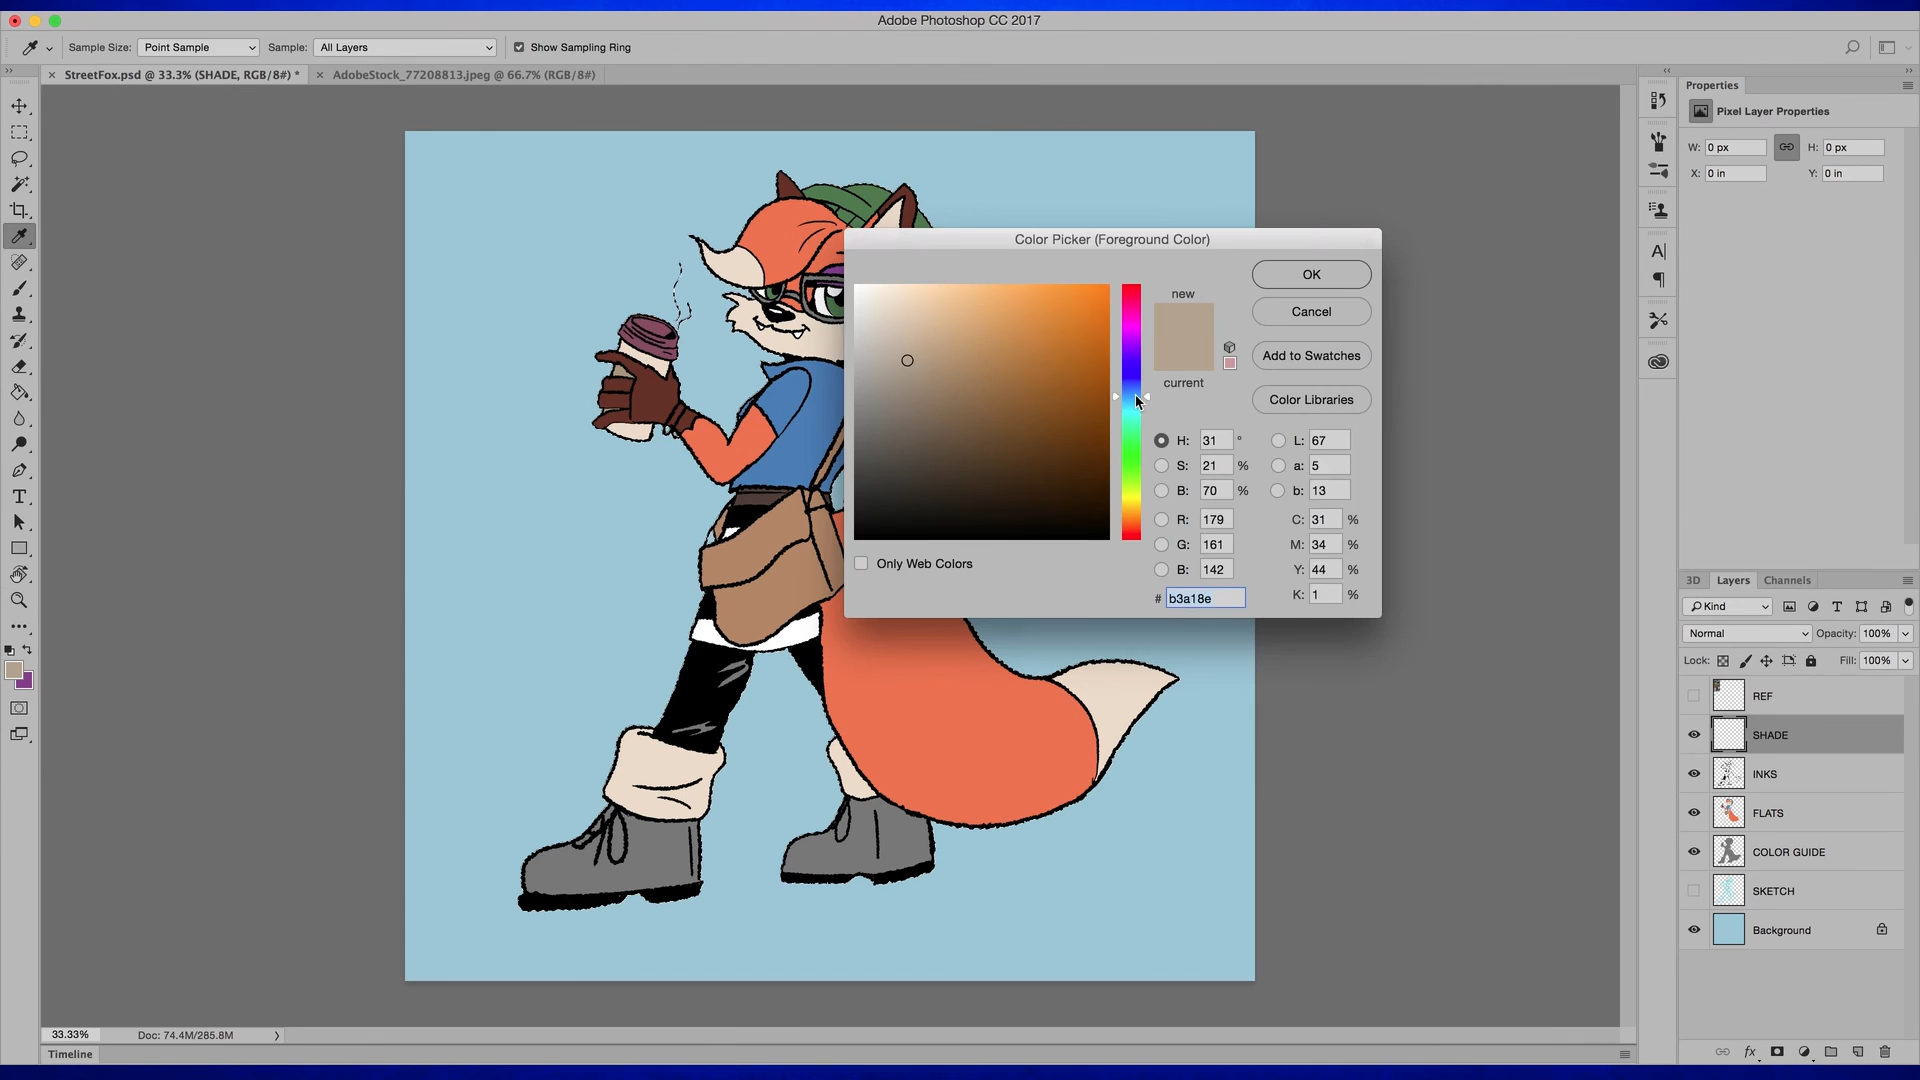 Adobe Photoshop CC 2017
Sample Size: Point Sample Sample: All Layers Show Sampling Ring
StreetFox.psd @ 33.3% (SHADE, RGB/8#) * AdobeStock_77208813.jpeg @ 66.7% (RGB/8#)
Properties
Pixel Layer Properties
W: 0 px H: 0 px
X: 0 in Y: 0 in
Color Picker (Foreground Color)
new
current
OK
Cancel
Add to Swatches
Color Libraries
H: 31 ° L: 67
S: 21 % a: 5
B: 70 % b: 13
R: 179 C: 31 %
G: 161 M: 34 %
B: 142 Y: 44 %
# b3a18e K: 1 %
Only Web Colors
3D Layers Channels
Kind
Normal Opacity: 100%
Lock: Fill: 100%
REF
SHADE
INKS
FLATS
COLOR GUIDE
SKETCH
Background
fx
33.33% Doc: 74.4M/285.8M
Timeline